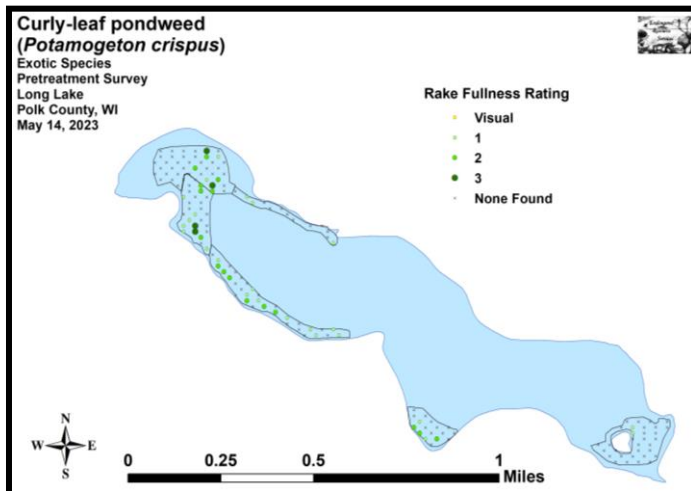 Curly-leaf pondweed
(Potamogeton crispus)
Exotic Species
Pretreatment Survey
Long Lake
Polk County, WI
May 14, 2023
Rake Fullness Rating
Visual
1
2
3
None Found
N
W E
S
0 0.25 0.5 1
Miles